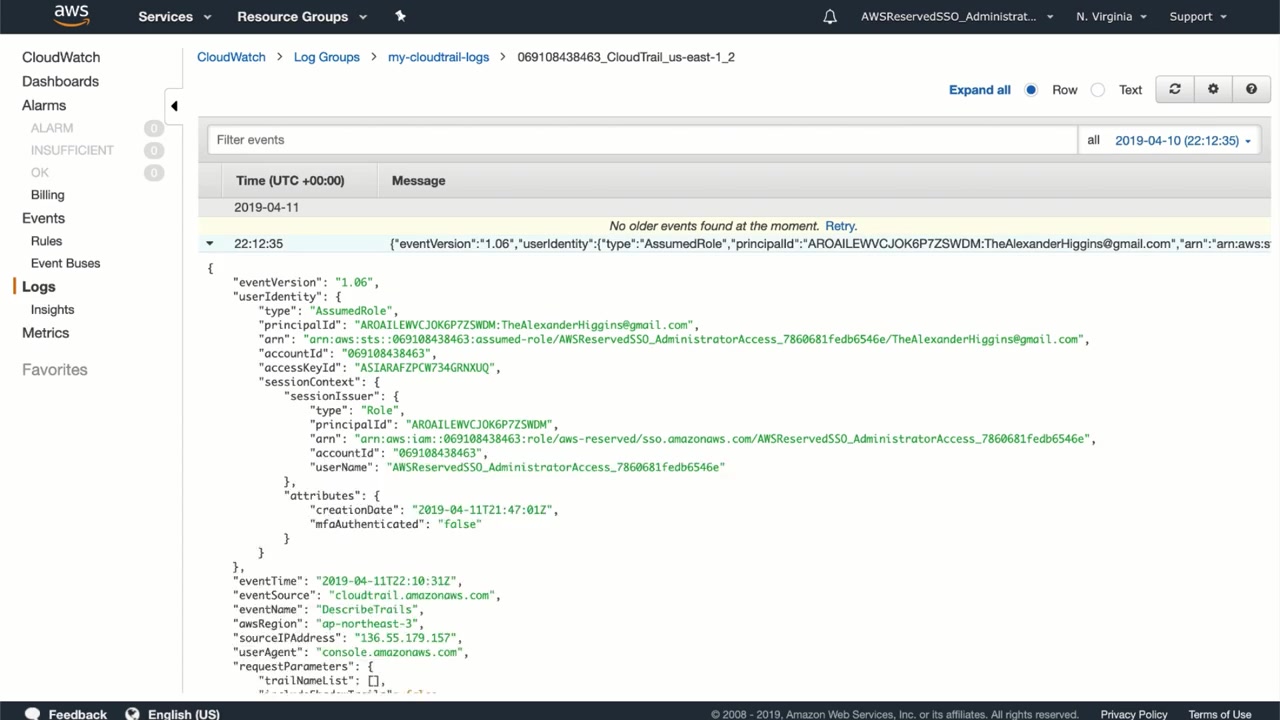 aws Services Resource Groups AWSReservedSSO_Administrat... N. Virginia Support
CloudWatch
Dashboards
Alarms
ALARM 0
INSUFFICIENT 0
OK 0
Billing
Events
Rules
Event Buses
Logs
Insights
Metrics
Favorites
CloudWatch > Log Groups > my-cloudtrail-logs > 069108438463_CloudTrail_us-east-1_2
Expand all Row Text
Filter events all 2019-04-10 (22:12:35)
Time (UTC +00:00) Message
2019-04-11
No older events found at the moment. Retry.
22:12:35 {"eventVersion":"1.06","userIdentity":{"type":"AssumedRole","principalId":"AROAILEWVCJOK6P7ZSWDM:TheAlexanderHiggins@gmail.com","arn":"arn:aws:s
{
"eventVersion": "1.06",
"userIdentity": {
"type": "AssumedRole",
"principalId": "AROAILEWVCJOK6P7ZSWDM:TheAlexanderHiggins@gmail.com",
"arn": "arn:aws:sts::069108438463:assumed-role/AWSReservedSSO_AdministratorAccess_7860681fedb6546e/TheAlexanderHiggins@gmail.com",
"accountId": "069108438463",
"accessKeyId": "ASIARAFZPCW734GRNXUQ",
"sessionContext": {
"sessionIssuer": {
"type": "Role",
"principalId": "AROAILEWVCJOK6P7ZSWDM",
"arn": "arn:aws:iam::069108438463:role/aws-reserved/sso.amazonaws.com/AWSReservedSSO_AdministratorAccess_7860681fedb6546e",
"accountId": "069108438463",
"userName": "AWSReservedSSO_AdministratorAccess_7860681fedb6546e"
},
"attributes": {
"creationDate": "2019-04-11T21:47:01Z",
"mfaAuthenticated": "false"
}
}
},
"eventTime": "2019-04-11T22:10:31Z",
"eventSource": "cloudtrail.amazonaws.com",
"eventName": "DescribeTrails",
"awsRegion": "ap-northeast-3",
"sourceIPAddress": "136.55.179.157",
"userAgent": "console.amazonaws.com",
"requestParameters": {
"trailNameList": [],
Feedback English (US) © 2008 - 2019, Amazon Web Services, Inc. or its affiliates. All rights reserved. Privacy Policy Terms of Use